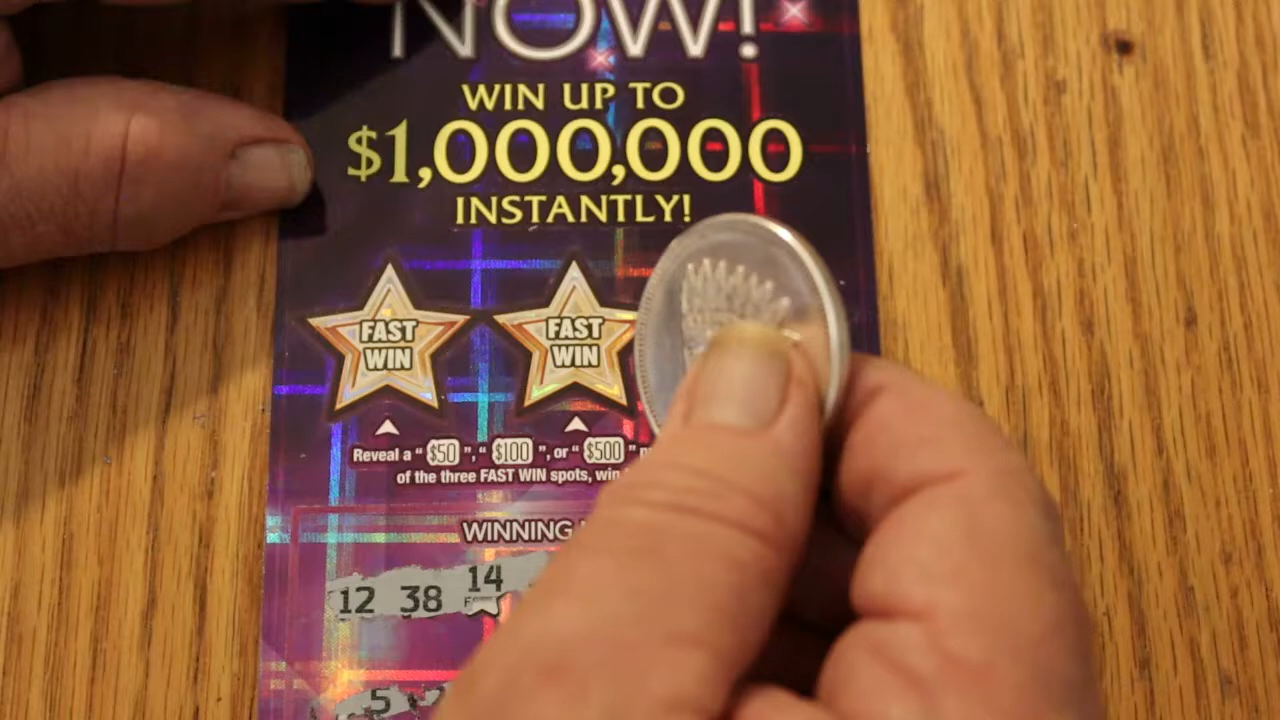 NOW!
WIN UP TO
$1,000,000
INSTANTLY!
FAST WIN
FAST WIN
Reveal a "$50", "$100", or "$500"
of the three FAST WIN spots, win
WINNING
12 38 14
5